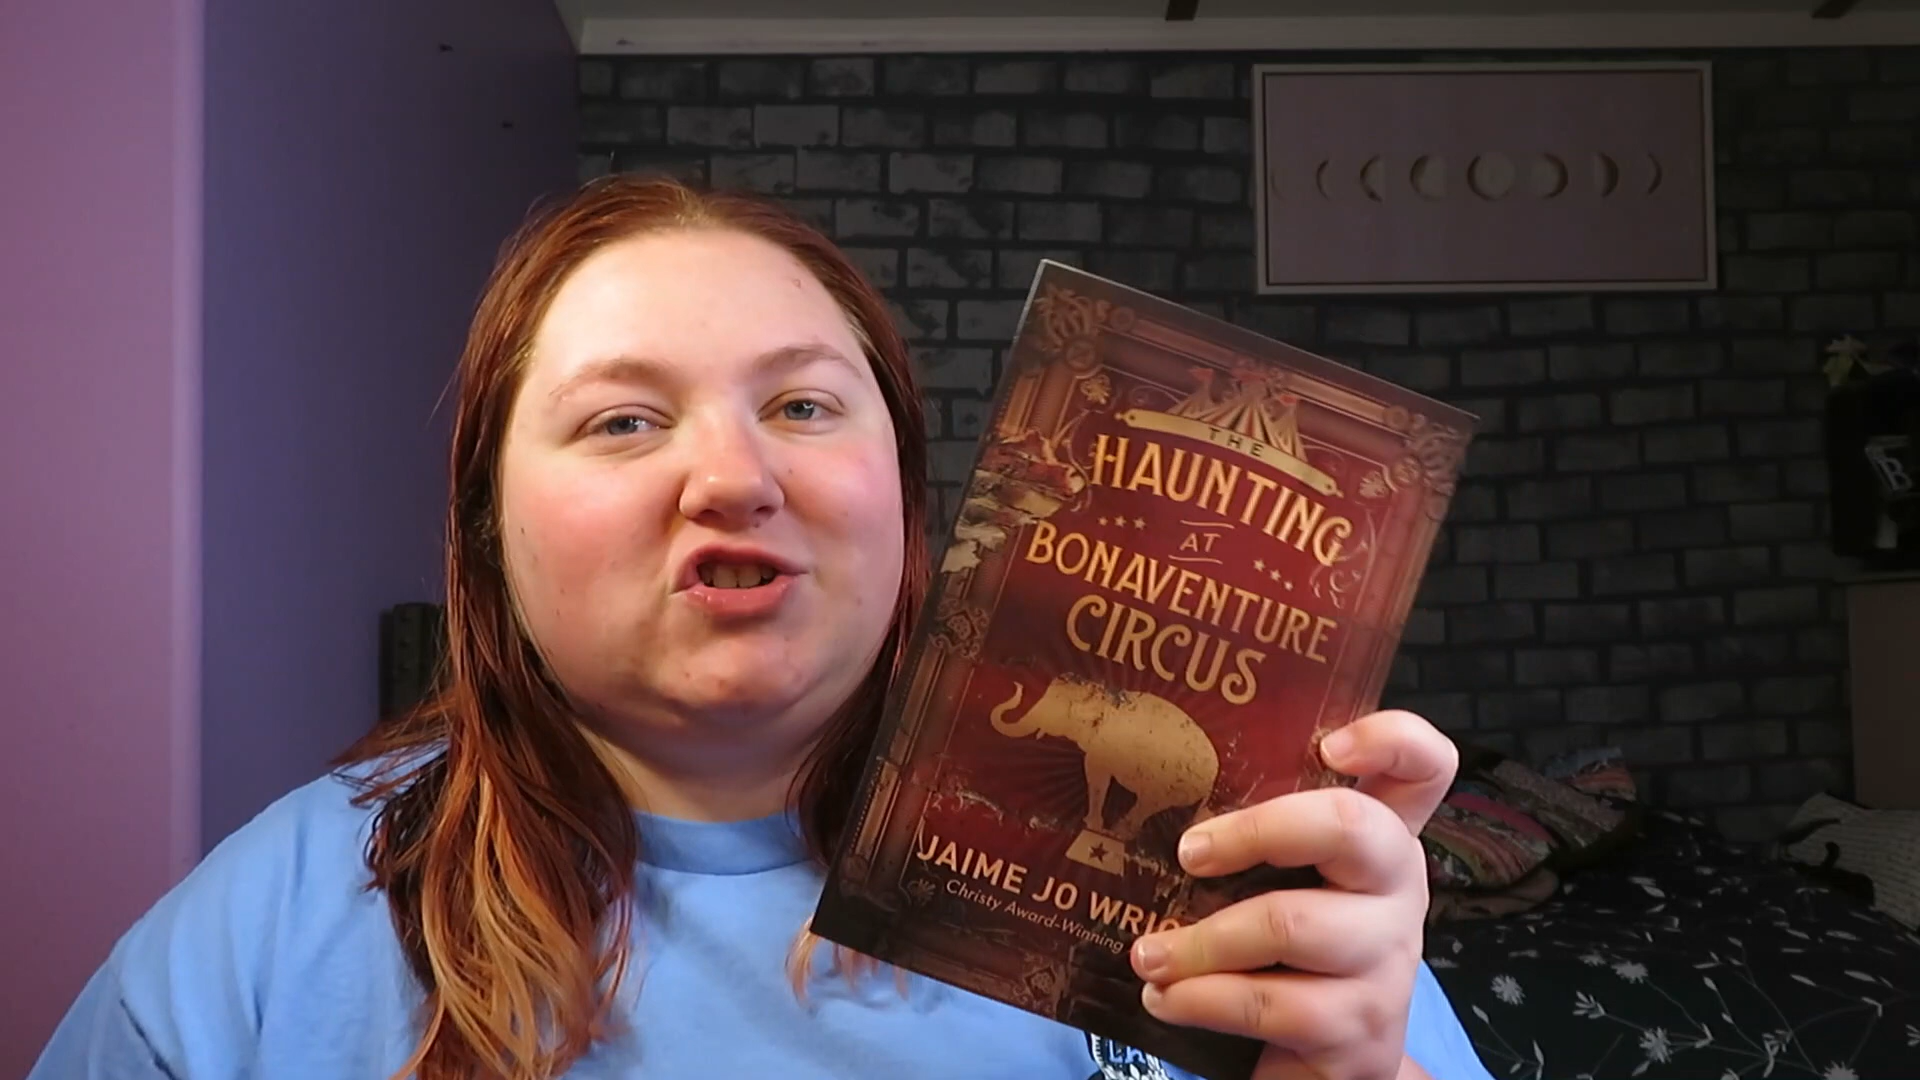 THE
HAUNTING
AT
BONAVENTURE
CIRCUS
JAIME JO
Christy Award-Winning
B